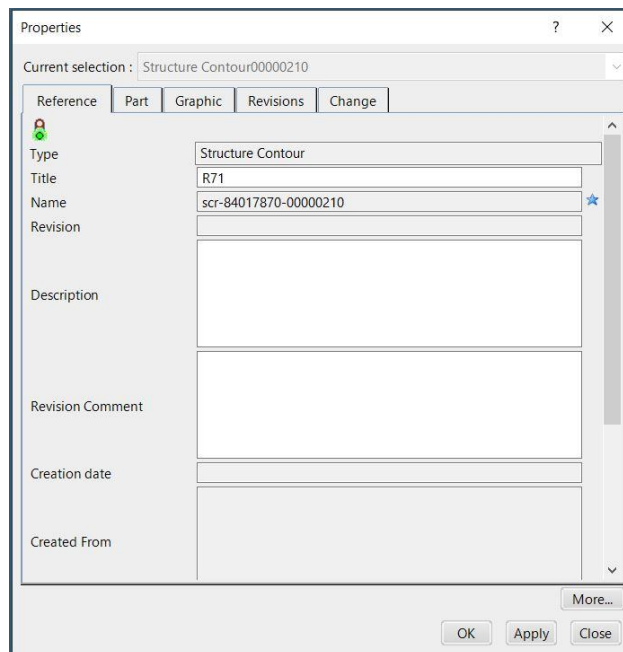 Properties
?
Current selection : Structure Contour00000210
Reference Part Graphic Revisions Change
Type Structure Contour
Title R71
Name scr-84017870-00000210
Revision
Description
Revision Comment
Creation date
Created From
More...
OK Apply Close